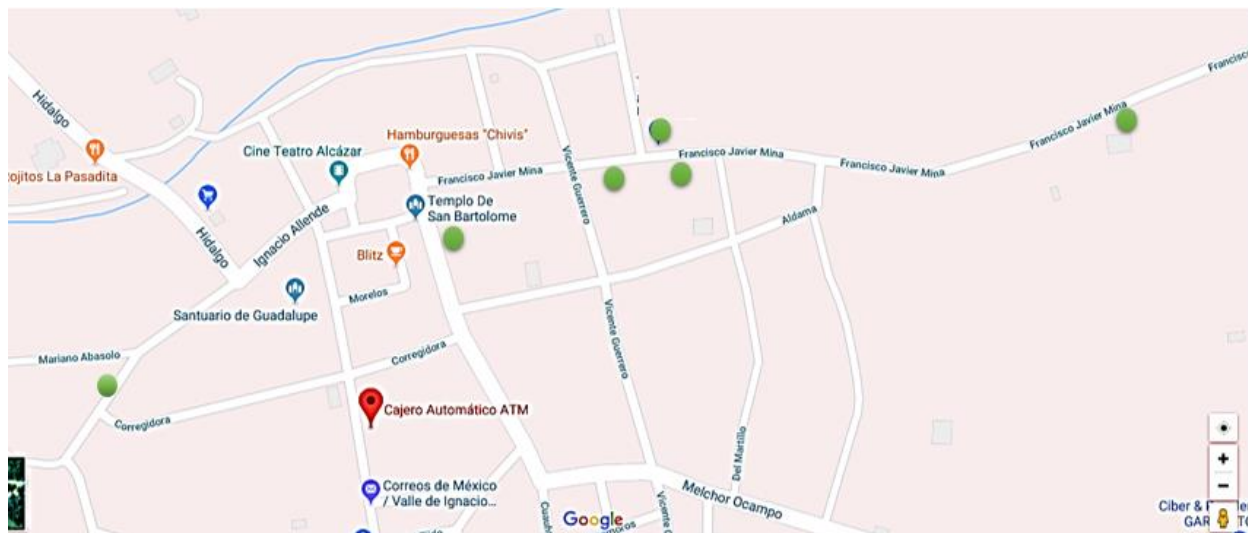 Francisco
Hidalgo
Francisco Javier Mina
Hamburguesas "Chivis"
Cine Teatro Alcázar
Vicente Guerrero
Francisco Javier Mina
Francisco Javier Mina
ojitos La Pasadita
Francisco Javier Mina
Templo De
San Bartolome
Ignacio Allende
Aldama
Hidalgo
Blitz
Morelos
Santuario de Guadalupe
Vicente Guerrero
Mariano Abasolo
Corregidora
Cajero Automático ATM
Corregidora
Del Martillo
Correos de México
/ Valle de Ignacio...
Melchor Ocampo
Vicente G
Cuauh
Google
moros
Ciber &
GAR